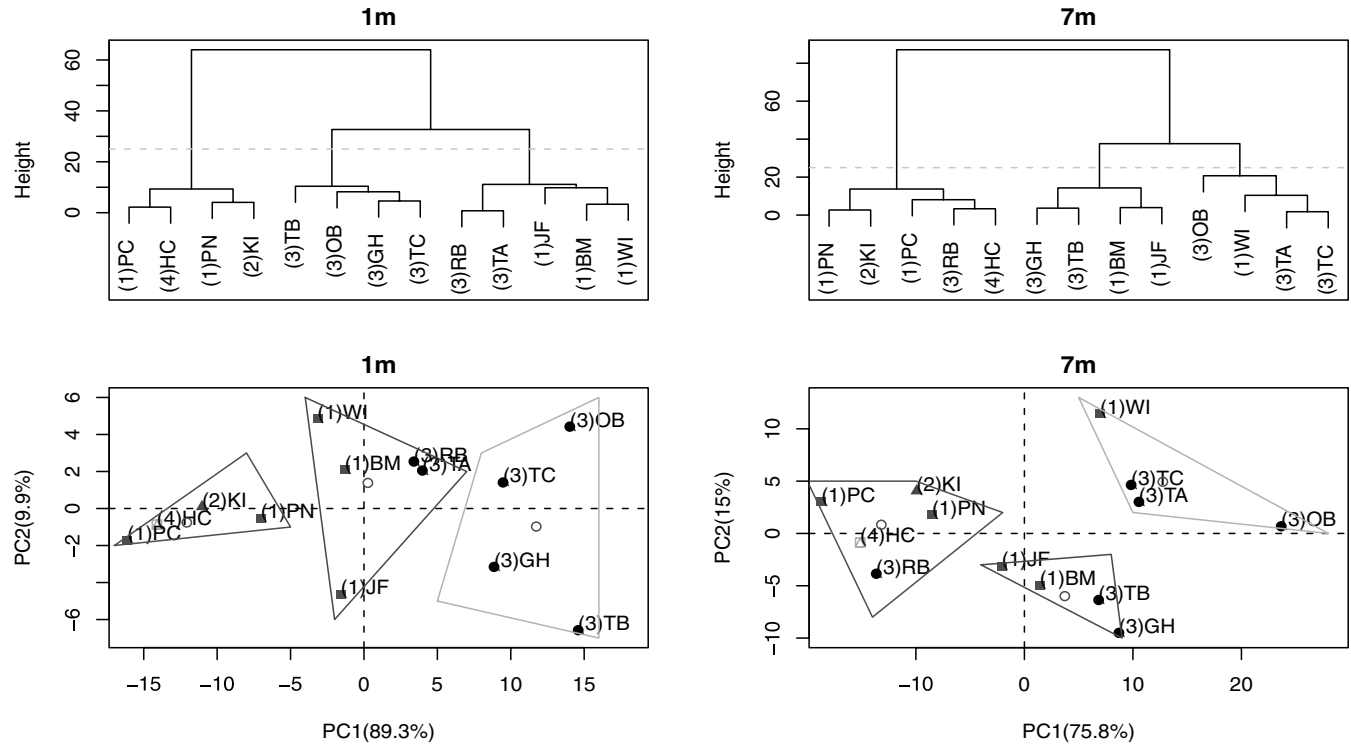 1m
Height
0
20
40
60
(1)PC
(4)HC
(1)PN
(2)KI
(3)TB
(3)OB
(3)GH
(3)TC
(3)RB
(3)TA
(1)JF
(1)BM
(1)WI
7m
Height
0
20
60
(1)PN
(2)KI
(1)PC
(3)RB
(4)HC
(3)GH
(3)TB
(1)BM
(1)JF
(3)OB
(1)WI
(3)TA
(3)TC
1m
PC2(9.9%)
6
4
2
0
−2
−6
(1)WI
(3)OB
(3)RB
(1)BM
(3)TA
(3)TC
(2)KI
(1)PN
(4)HC
(1)PC
(3)GH
(1)JF
(3)TB
−15 −10 −5 0 5 10 15
PC1(89.3%)
7m
PC2(15%)
10
5
0
−5
−10
(1)WI
(3)TC
(2)KI
(1)PC
(3)TA
(1)PN
(3)OB
(4)HC
(3)RB
(1)JF
(1)BM
(3)TB
(3)GH
−10 0 10 20
PC1(75.8%)